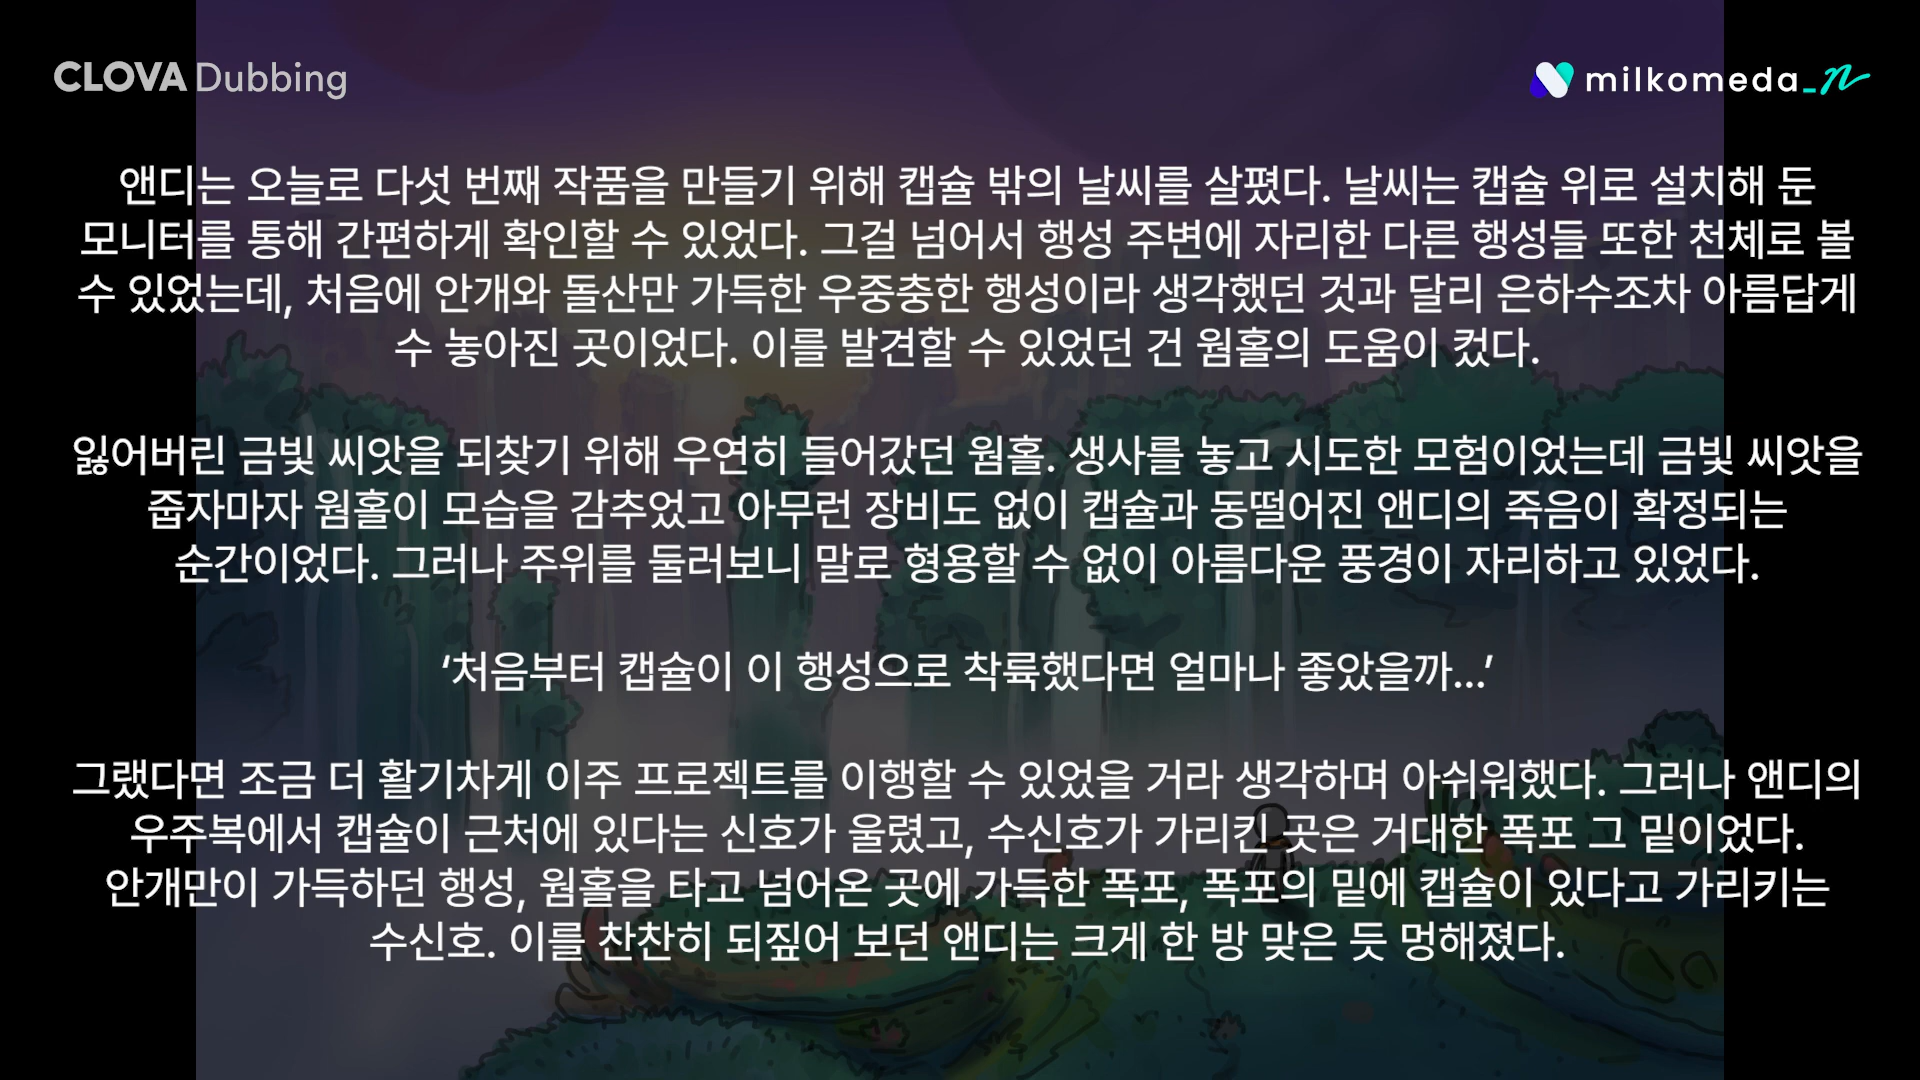 CLOVA Dubbing
milkomeda_n
앤디는 오늘로 다섯 번째 작품을 만들기 위해 캡슐 밖의 날씨를 살폈다. 날씨는 캡슐 위로 설치해 둔
모니터를 통해 간편하게 확인할 수 있었다. 그걸 넘어서 행성 주변에 자리한 다른 행성들 또한 천체로 볼
수 있었는데, 처음에 안개와 돌산만 가득한 우중충한 행성이라 생각했던 것과 달리 은하수조차 아름답게
수 놓아진 곳이었다. 이를 발견할 수 있었던 건 웜홀의 도움이 컸다.
잃어버린 금빛 씨앗을 되찾기 위해 우연히 들어갔던 웜홀. 생사를 놓고 시도한 모험이었는데 금빛 씨앗을
줍자마자 웜홀이 모습을 감추었고 아무런 장비도 없이 캡슐과 동떨어진 앤디의 죽음이 확정되는
순간이었다. 그러나 주위를 둘러보니 말로 형용할 수 없이 아름다운 풍경이 자리하고 있었다.
‘처음부터 캡슐이 이 행성으로 착륙했다면 얼마나 좋았을까...’
그랬다면 조금 더 활기차게 이주 프로젝트를 이행할 수 있었을 거라 생각하며 아쉬워했다. 그러나 앤디의
우주복에서 캡슐이 근처에 있다는 신호가 울렸고, 수신호가 가리킨 곳은 거대한 폭포 그 밑이었다.
안개만이 가득하던 행성, 웜홀을 타고 넘어온 곳에 가득한 폭포, 폭포의 밑에 캡슐이 있다고 가리키는
수신호. 이를 찬찬히 되짚어 보던 앤디는 크게 한 방 맞은 듯 멍해졌다.